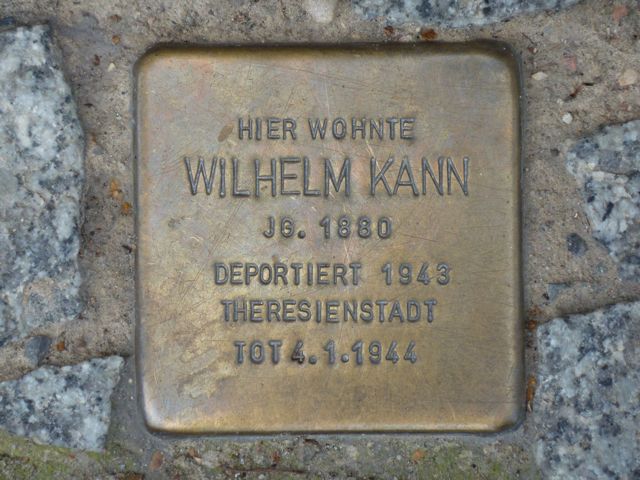 HIER WOHNTE
WILHELM KANN
JG. 1880
DEPORTIERT 1943
THERESIENSTADT
TOT 4.1.1944